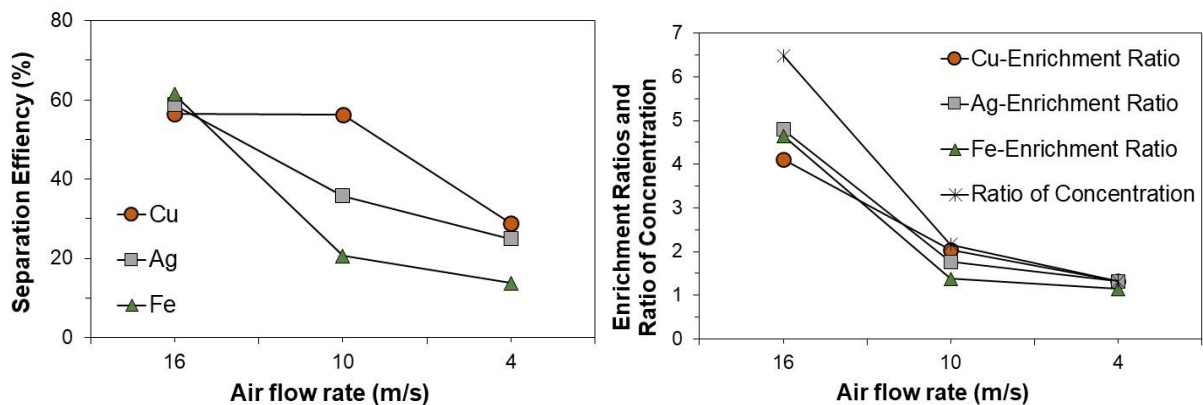 80
60
40
20
0
Separation Effiency (%)
Cu
Ag
Fe
16 10 4
Air flow rate (m/s)
7
6
5
4
3
2
1
0
Enrichment Ratios and
Ratio of Concnentration
Cu-Enrichment Ratio
Ag-Enrichment Ratio
Fe-Enrichment Ratio
Ratio of Concentration
16 10 4
Air flow rate (m/s)